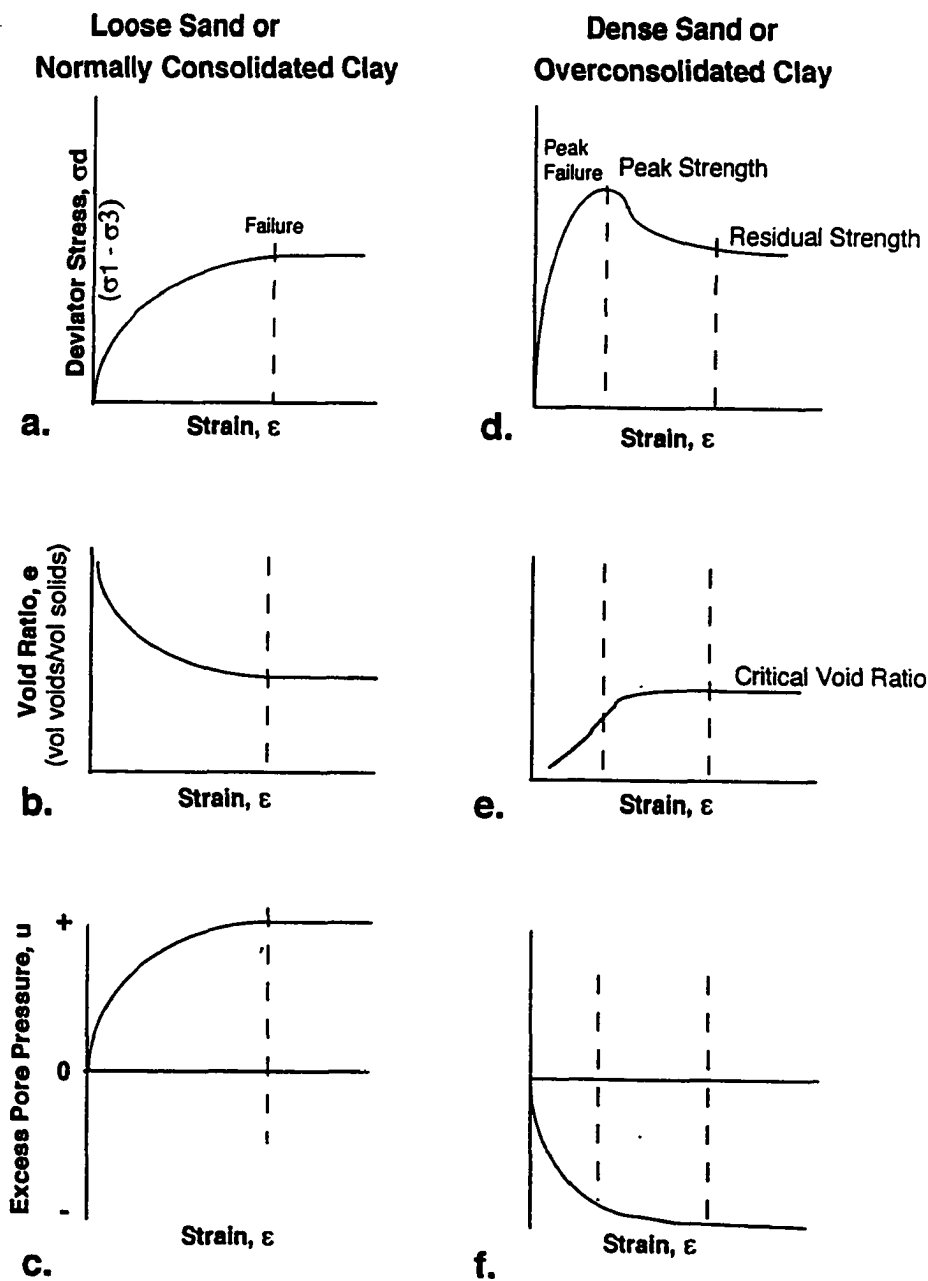 Loose Sand or
Normally Consolidated Clay
Deviator Stress, σd
(σ1 - σ3)
Failure
Strain, ε
a.
Void Ratio, e
(vol voids/vol solids)
Strain, ε
b.
Excess Pore Pressure, u
+
0
-
Strain, ε
c.
Dense Sand or
Overconsolidated Clay
Peak
Failure
Peak Strength
Residual Strength
Strain, ε
d.
Critical Void Ratio
Strain, ε
e.
Strain, ε
f.